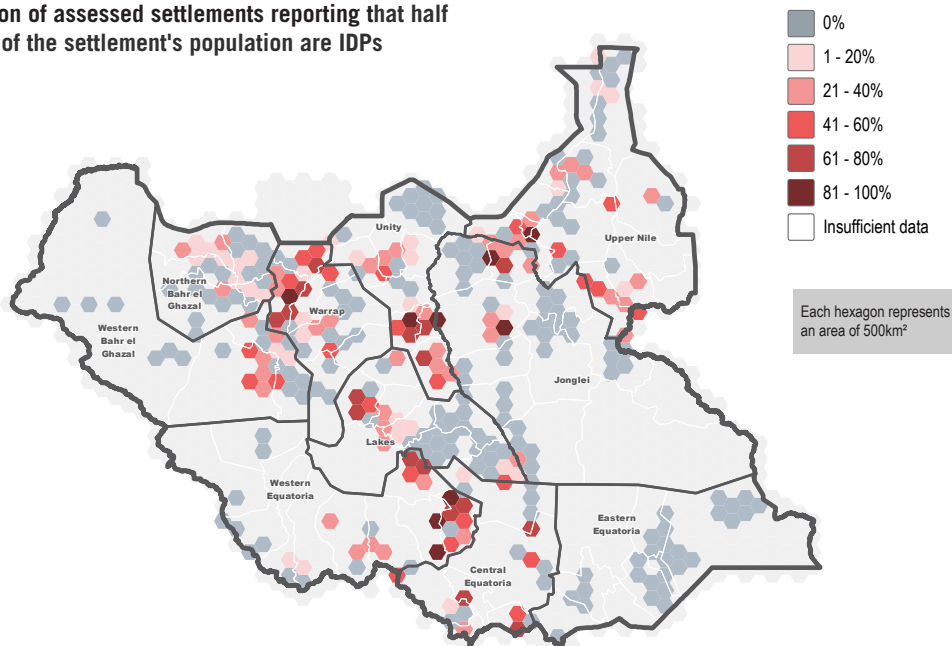 on of assessed settlements reporting that half
of the settlement's population are IDPs
0%
1 - 20%
21 - 40%
41 - 60%
61 - 80%
81 - 100%
Insufficient data
Each hexagon represents
an area of 500km²
Unity
Upper Nile
Northern
Bahr el
Ghazal
Warrap
Western
Bahr el
Ghazal
Jonglei
Lakes
Western
Equatoria
Eastern
Equatoria
Central
Equatoria